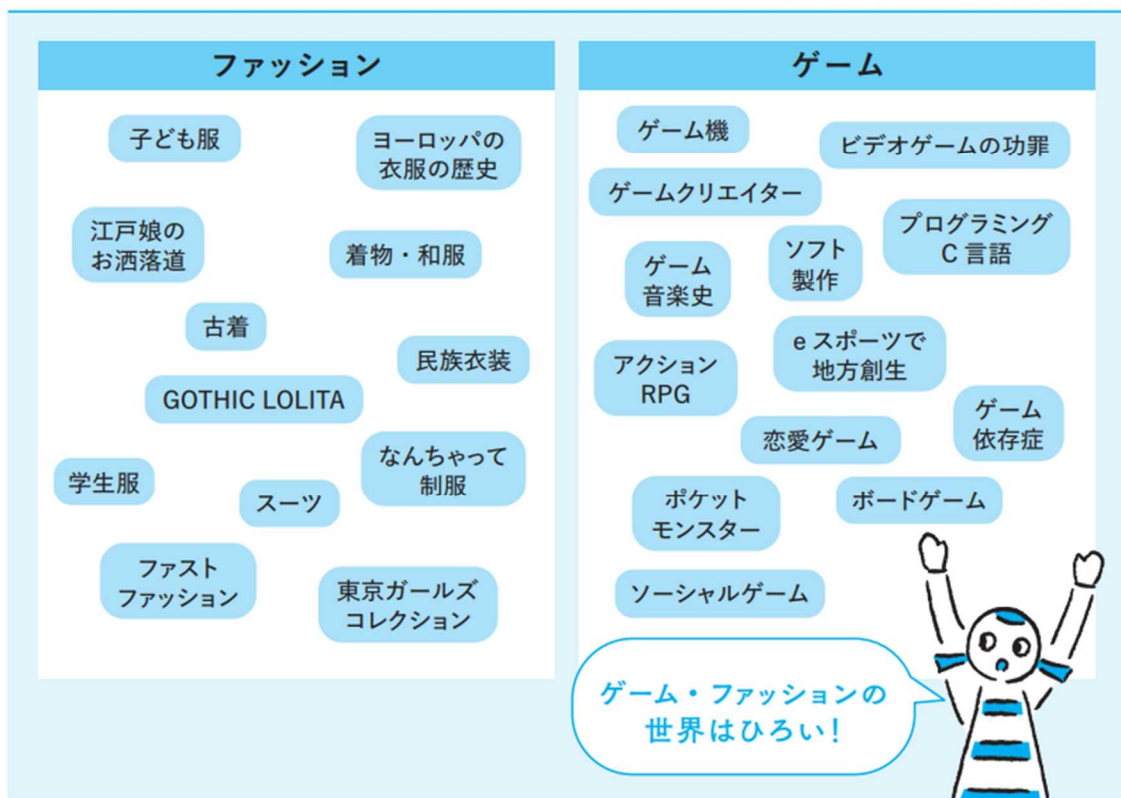 ファッション
子ども服
ヨーロッパの
衣服の歴史
江戸娘の
お洒落道
着物・和服
古着
民族衣装
GOTHIC LOLITA
なんちゃって
制服
学生服
スーツ
ファスト
ファッション
東京ガールズ
コレクション
ゲーム
ゲーム機
ビデオゲームの功罪
ゲームクリエイター
プログラミング
C 言語
ソフト
製作
ゲーム
音楽史
e スポーツで
地方創生
アクション
RPG
ゲーム
依存症
恋愛ゲーム
ポケット
モンスター
ボードゲーム
ソーシャルゲーム
ゲーム・ファッションの
世界はひろい！